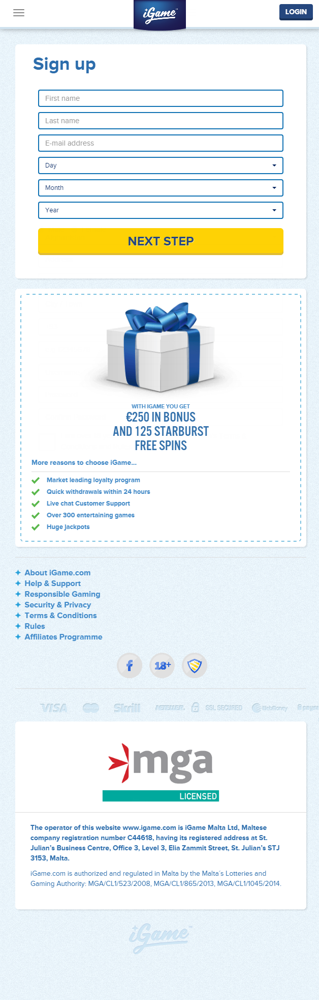 iGame™
LOGIN
Sign up
First name
Last name
E-mail address
Day
Month
Year
NEXT STEP
WITH IGAME YOU GET
€250 IN BONUS
AND 125 STARBURST
FREE SPINS
More reasons to choose iGame...
Market leading loyalty program
Quick withdrawals within 24 hours
Live chat Customer Support
Over 300 entertaining games
Huge jackpots
About iGame.com
Help & Support
Responsible Gaming
Security & Privacy
Terms & Conditions
Rules
Affiliates Programme
f 18+
VISA Skrill NETELLER SSL SECURED WebMoney paysa
mga
LICENSED
The operator of this website www.igame.com is iGame Malta Ltd, Maltese
company registration number C44618, having its registered address at St.
Julian's Business Centre, Office 3, Level 3, Elia Zammit Street, St. Julian's STJ
3153, Malta.
iGame.com is authorized and regulated in Malta by the Malta´s Lotteries and
Gaming Authority: MGA/CL1/523/2008, MGA/CL1/865/2013, MGA/CL1/1045/2014.
iGame™